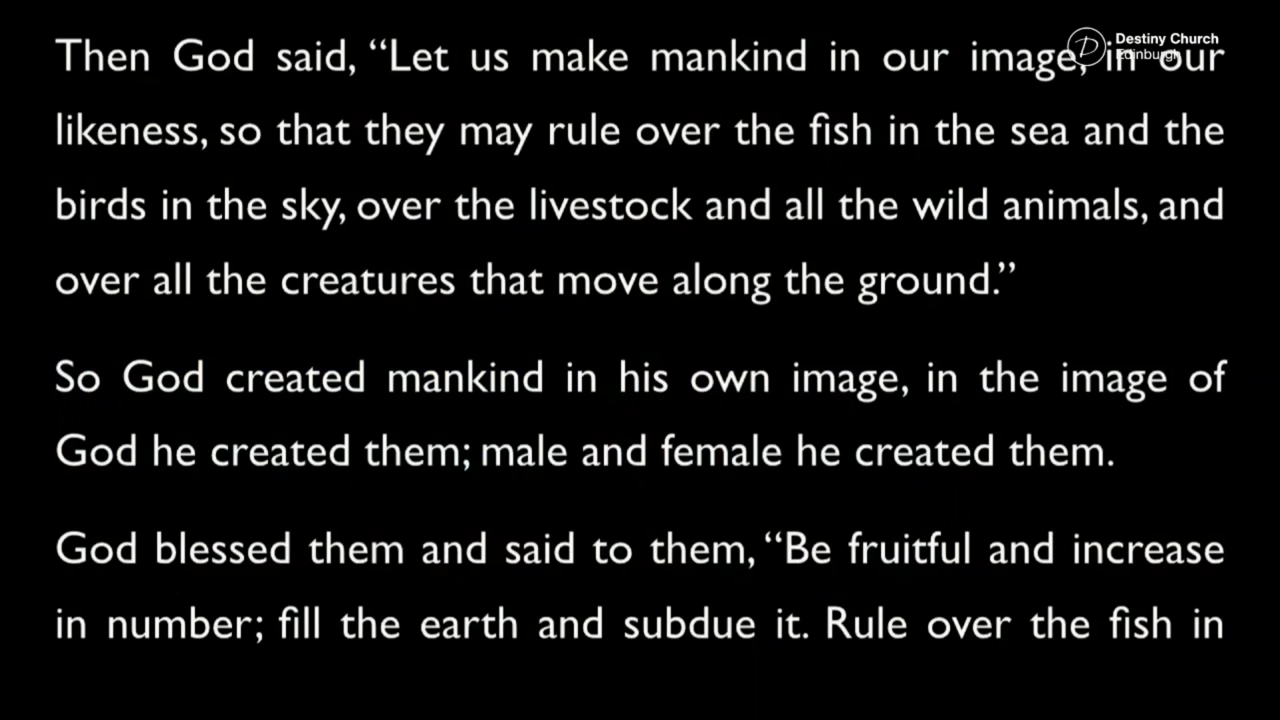 Then God said, “Let us make mankind in our image, in our
likeness, so that they may rule over the fish in the sea and the
birds in the sky, over the livestock and all the wild animals, and
over all the creatures that move along the ground.”
So God created mankind in his own image, in the image of
God he created them; male and female he created them.
God blessed them and said to them, “Be fruitful and increase
in number; fill the earth and subdue it. Rule over the fish in
Destiny Church
Edinburgh